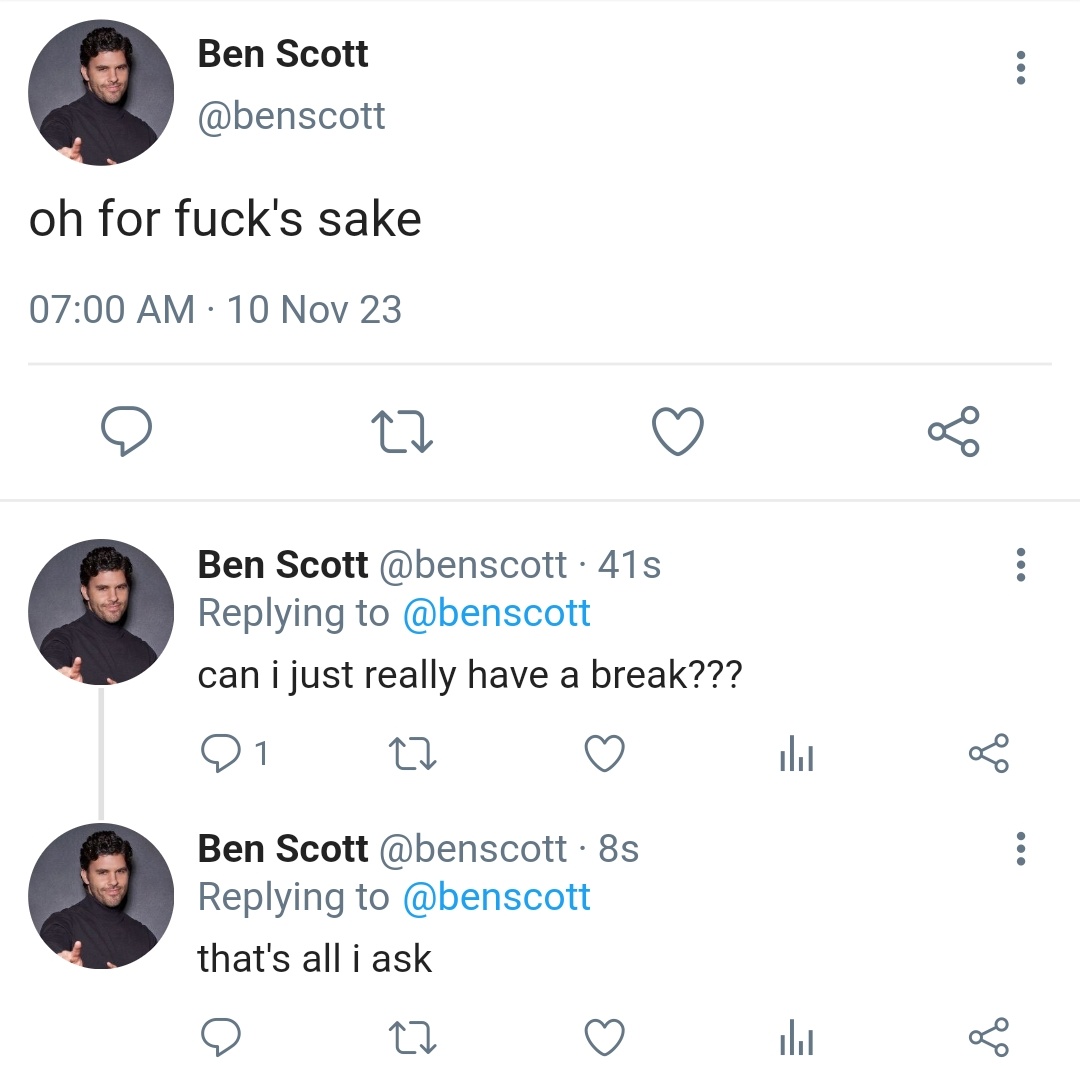 Ben Scott
@benscott
oh for fuck's sake
07:00 AM · 10 Nov 23
Ben Scott @benscott · 41s
Replying to @benscott
can i just really have a break???
1
Ben Scott @benscott · 8s
Replying to @benscott
that's all i ask